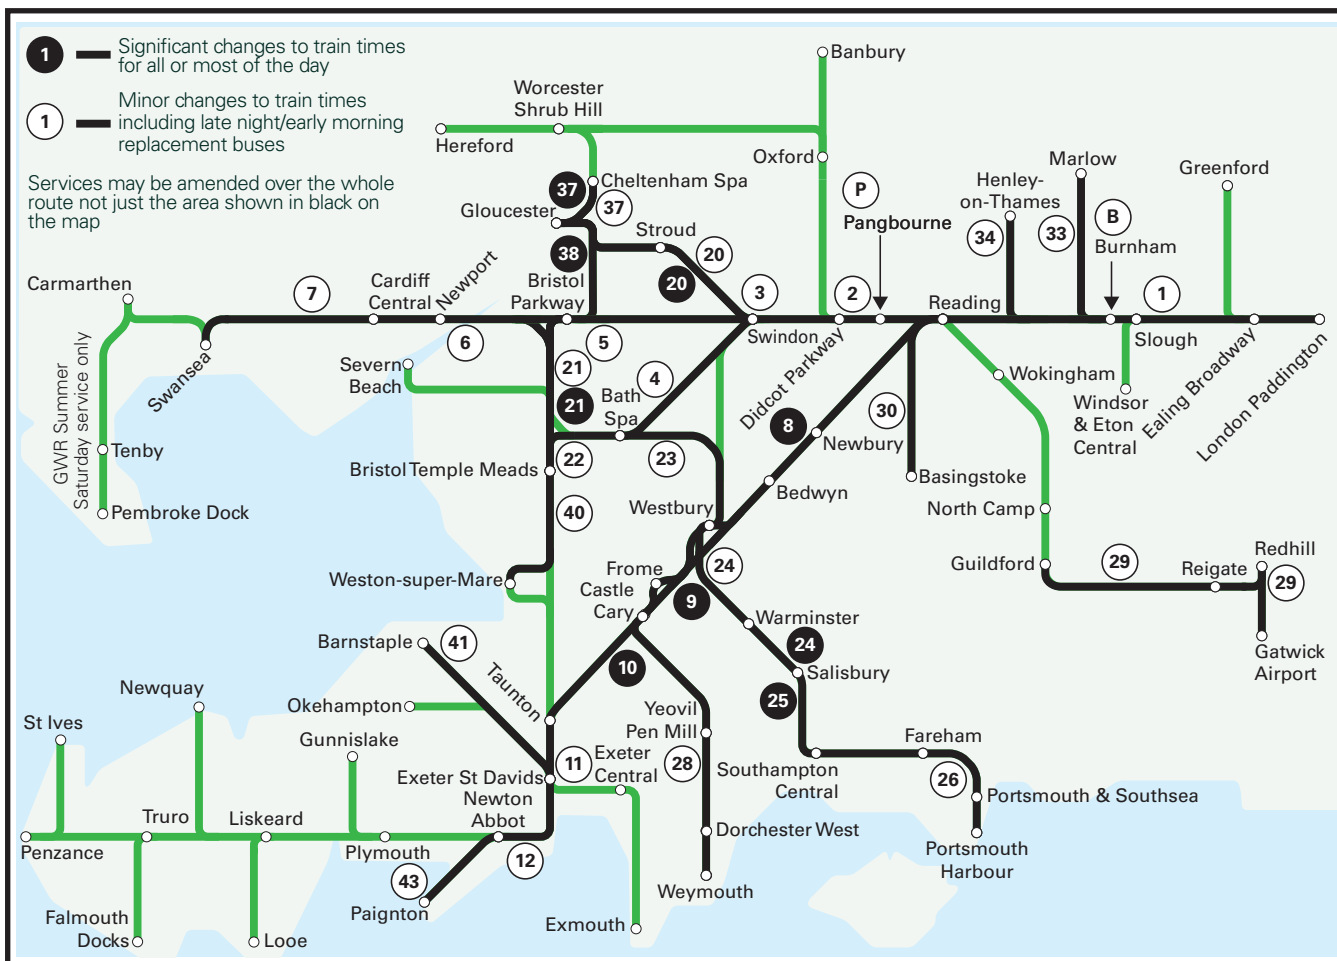 1
Significant changes to train times
for all or most of the day
1
Minor changes to train times
including late night/early morning
replacement buses
Services may be amended over the whole
route not just the area shown in black on
the map
Banbury
Worcester
Shrub Hill
Hereford
Oxford
Cheltenham Spa
37
37
Gloucester
Stroud
38
20
20
P
Pangbourne
Henley-
on-Thames
34
Marlow
33
B
Burnham
Greenford
Carmarthen
7
Cardiff
Central
Newport
Bristol
Parkway
3
2
Reading
1
Swansea
6
5
Swindon
Didcot Parkway
Slough
Ealing Broadway
London Paddington
GWR Summer
Saturday service only
Severn
Beach
21
21
4
Bath
Spa
Wokingham
Windsor
& Eton
Central
30
8
Newbury
Tenby
Bristol Temple Meads
22
23
Bedwyn
Basingstoke
Pembroke Dock
40
Westbury
North Camp
Weston-super-Mare
Frome
Castle
Cary
24
9
Guildford
29
Reigate
Redhill
29
Gatwick
Airport
Barnstaple
41
Warminster
24
Salisbury
Taunton
10
25
Newquay
Okehampton
Yeovil
Pen Mill
St Ives
Gunnislake
Exeter St Davids
11
Exeter
Central
28
Southampton
Central
Fareham
26
Portsmouth & Southsea
Portsmouth
Harbour
Newton
Abbot
Truro
Liskeard
Penzance
Plymouth
12
Dorchester West
43
Paignton
Weymouth
Falmouth
Docks
Looe
Exmouth